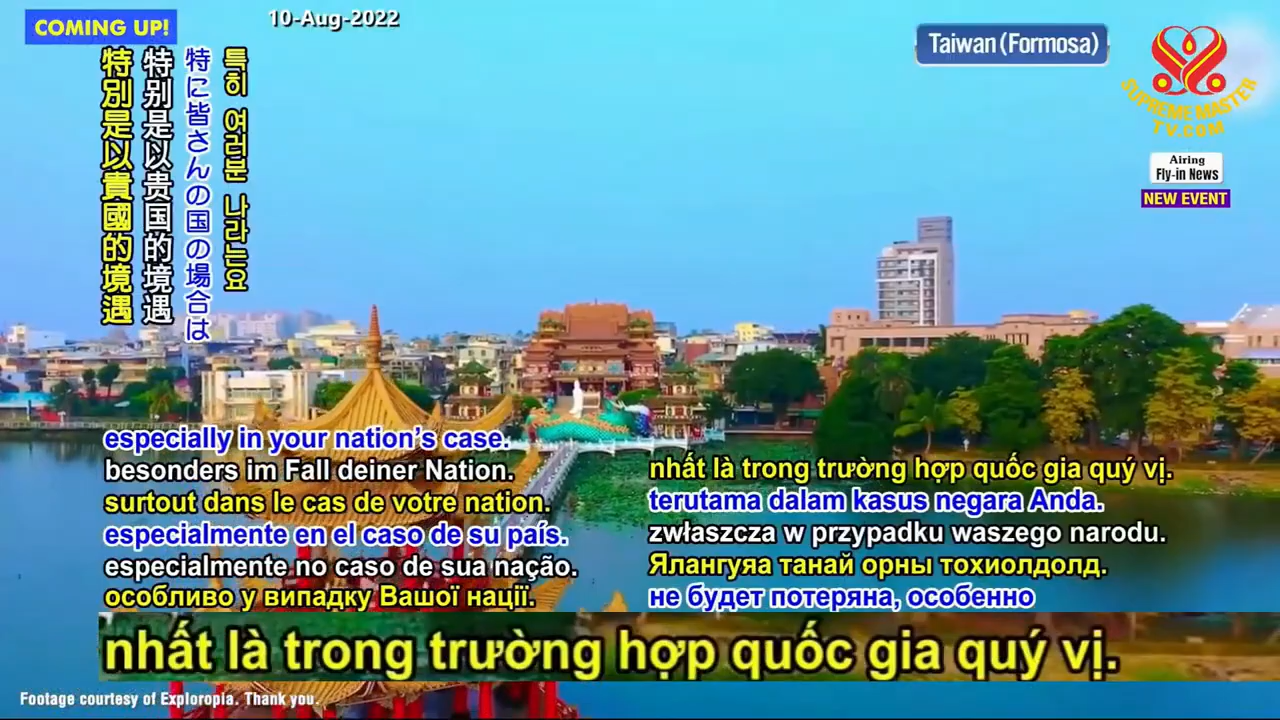 COMING UP!
10-Aug-2022
Taiwan (Formosa)
SUPREME MASTER
TV.COM
Airing
Fly-in News
NEW EVENT
特別是以貴國的境遇
特别是以贵国的境遇
特に皆さんの国の場合は
특히 여러분 나라는요
especially in your nation's case.
besonders im Fall deiner Nation.
surtout dans le cas de votre nation.
especialmente en el caso de su país.
especialmente no caso de sua nação.
особливо у випадку Вашої нації.
nhất là trong trường hợp quốc gia quý vị.
terutama dalam kasus negara Anda.
zwłaszcza w przypadku waszego narodu.
Ялангуяа танай орны тохиолдолд.
не будет потеряна, особенно
nhất là trong trường hợp quốc gia quý vị.
Footage courtesy of Exploropia. Thank you.